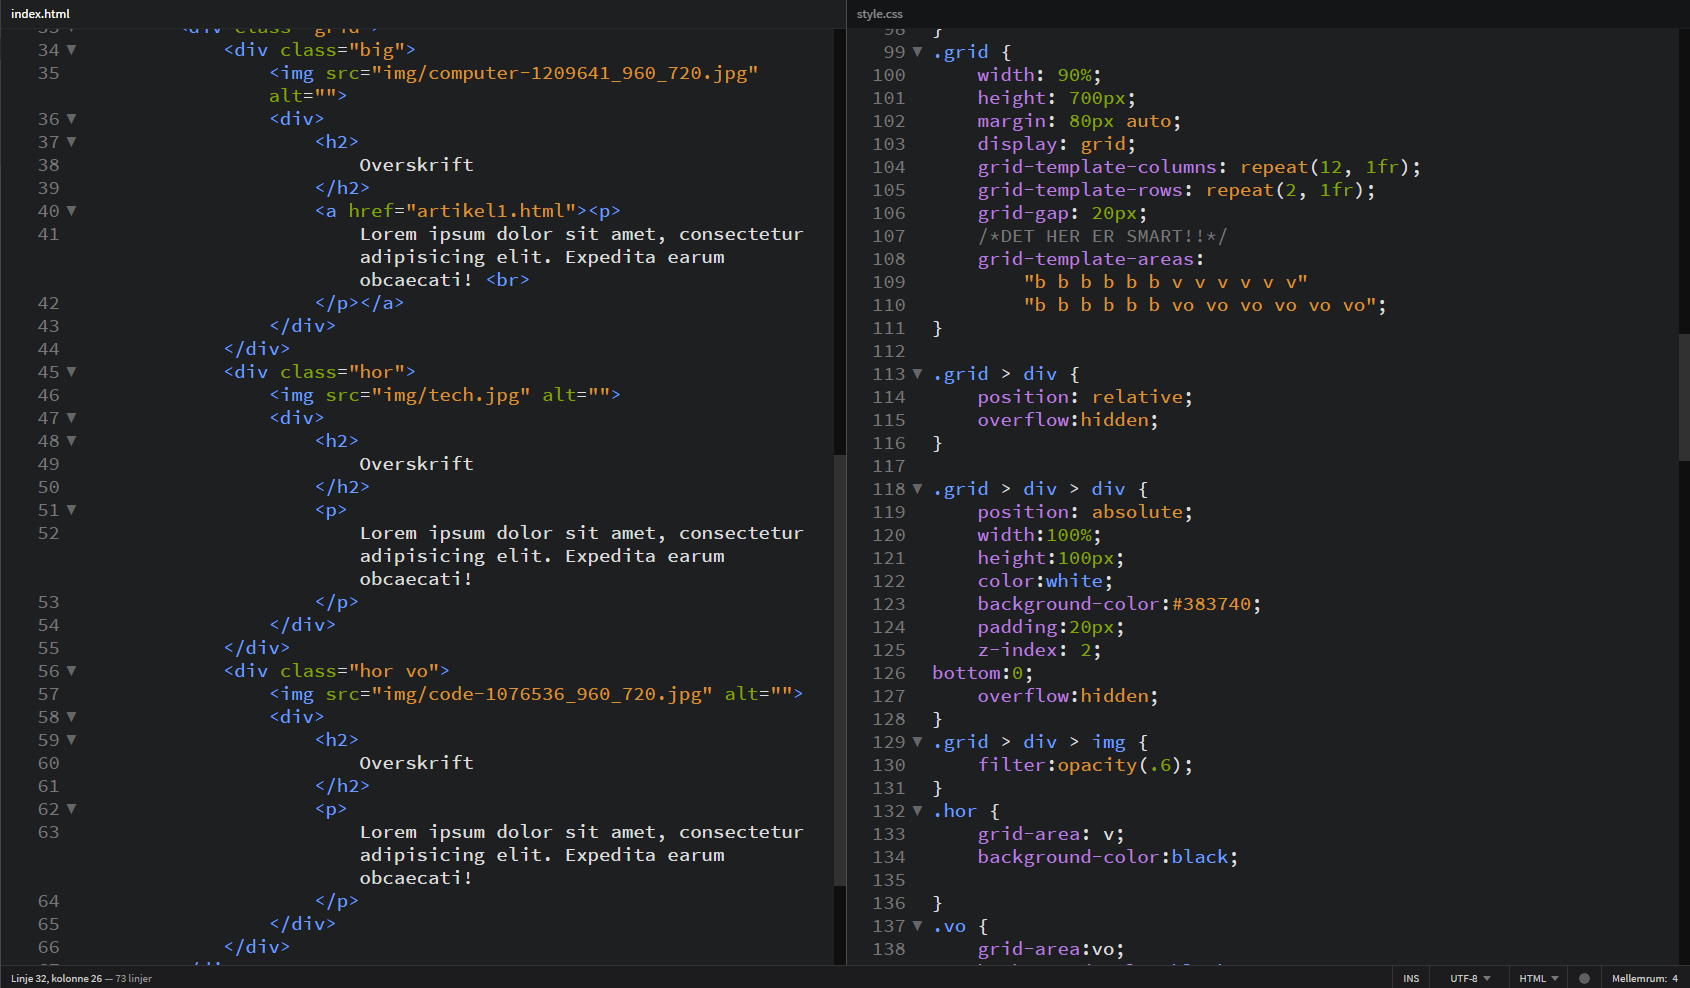 index.html
33 <div class="grid">
34 <div class="big">
35 <img src="img/computer-1209641_960_720.jpg"
alt="">
36 <div>
37 <h2>
38 Overskrift
39 </h2>
40 <a href="artikel1.html"><p>
41 Lorem ipsum dolor sit amet, consectetur
adipisicing elit. Expedita earum
obcaecati! <br>
42 </p></a>
43 </div>
44 </div>
45 <div class="hor">
46 <img src="img/tech.jpg" alt="">
47 <div>
48 <h2>
49 Overskrift
50 </h2>
51 <p>
52 Lorem ipsum dolor sit amet, consectetur
adipisicing elit. Expedita earum
obcaecati!
53 </p>
54 </div>
55 </div>
56 <div class="hor vo">
57 <img src="img/code-1076536_960_720.jpg" alt="">
58 <div>
59 <h2>
60 Overskrift
61 </h2>
62 <p>
63 Lorem ipsum dolor sit amet, consectetur
adipisicing elit. Expedita earum
obcaecati!
64 </p>
65 </div>
66 </div>
style.css
98 }
99 .grid {
100 width: 90%;
101 height: 700px;
102 margin: 80px auto;
103 display: grid;
104 grid-template-columns: repeat(12, 1fr);
105 grid-template-rows: repeat(2, 1fr);
106 grid-gap: 20px;
107 /*DET HER ER SMART!!*/
108 grid-template-areas:
109 "b b b b b b v v v v v v"
110 "b b b b b b vo vo vo vo vo vo";
111 }
112
113 .grid > div {
114 position: relative;
115 overflow:hidden;
116 }
117
118 .grid > div > div {
119 position: absolute;
120 width:100%;
121 height:100px;
122 color:white;
123 background-color:#383740;
124 padding:20px;
125 z-index: 2;
126 bottom:0;
127 overflow:hidden;
128 }
129 .grid > div > img {
130 filter:opacity(.6);
131 }
132 .hor {
133 grid-area: v;
134 background-color:black;
135
136 }
137 .vo {
138 grid-area:vo;
Linje 32, kolonne 26 — 73 linjer
INS UTF-8 HTML Mellemrum: 4